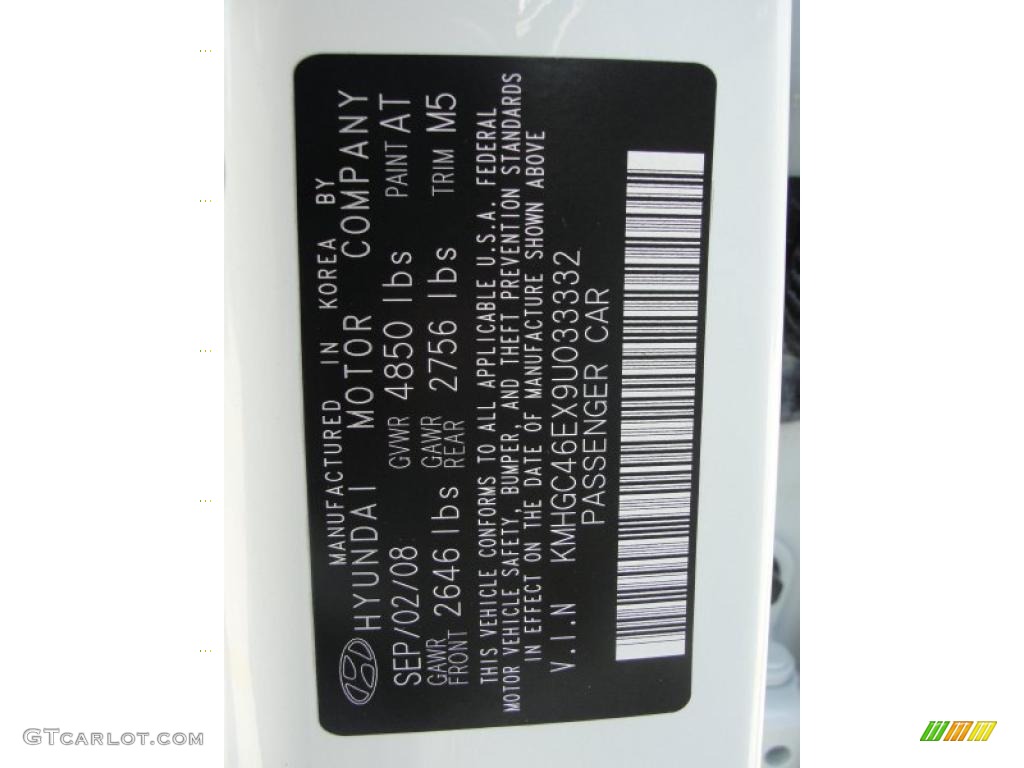 MANUFACTURED IN KOREA BY
HYUNDAI MOTOR COMPANY
SEP/02/08 GVWR 4850 lbs PAINT AT
GAWR FRONT 2646 lbs GAWR REAR 2756 lbs TRIM M5
THIS VEHICLE CONFORMS TO ALL APPLICABLE U.S.A. FEDERAL
MOTOR VEHICLE SAFETY, BUMPER, AND THEFT PREVENTION STANDARDS
IN EFFECT ON THE DATE OF MANUFACTURE SHOWN ABOVE
V.I.N KMHGC46EX9U033332
PASSENGER CAR
GTCARLOT.COM